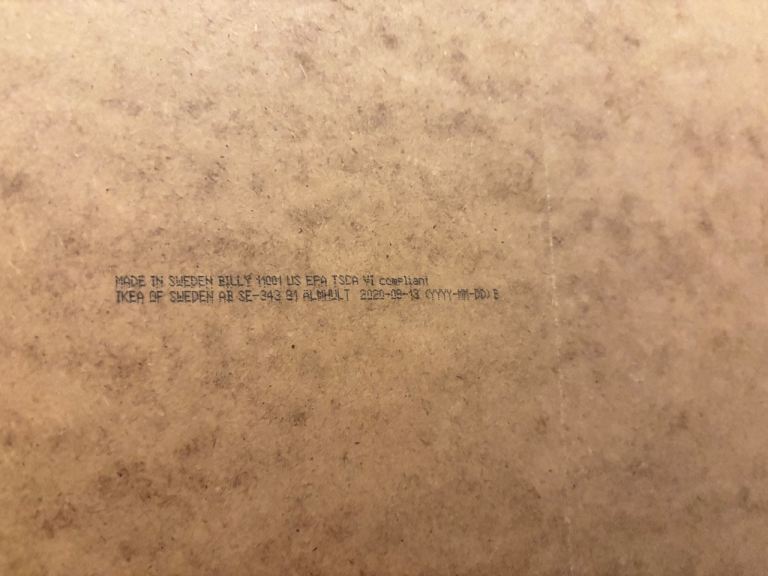 MADE IN SWEDEN BILLY 11001 US EPA TSCA VI compliant
IKEA OF SWEDEN AB SE-343 81 ÄLMHULT 2020-09-13 (YYYY-MM-DD) B